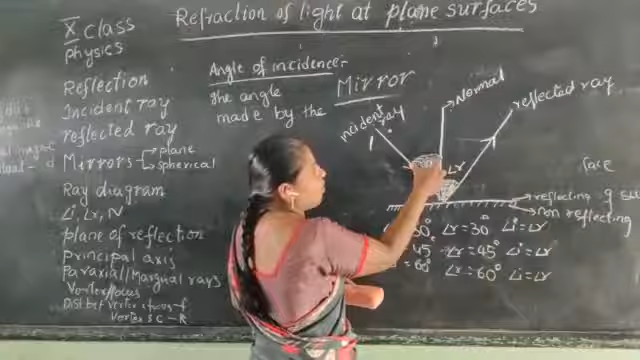 X class
physics
Refraction of light at plane surfaces
Reflection
Incident ray
reflected ray
Mirrors
plane
spherical
Ray diagram
∠i, ∠r, N
plane of reflection
principal axis
Paraxial/Marginal rays
Vertex/focus
Angle of incidence:-
The angle
made by the
Mirror
incident ray
Normal
reflected ray
∠r
face
reflecting
non reflecting
30°, ∠r = 30° ∠i = ∠r
45 ∠r = 45° ∠i = ∠r
= 60° ∠r = 60° ∠i = ∠r